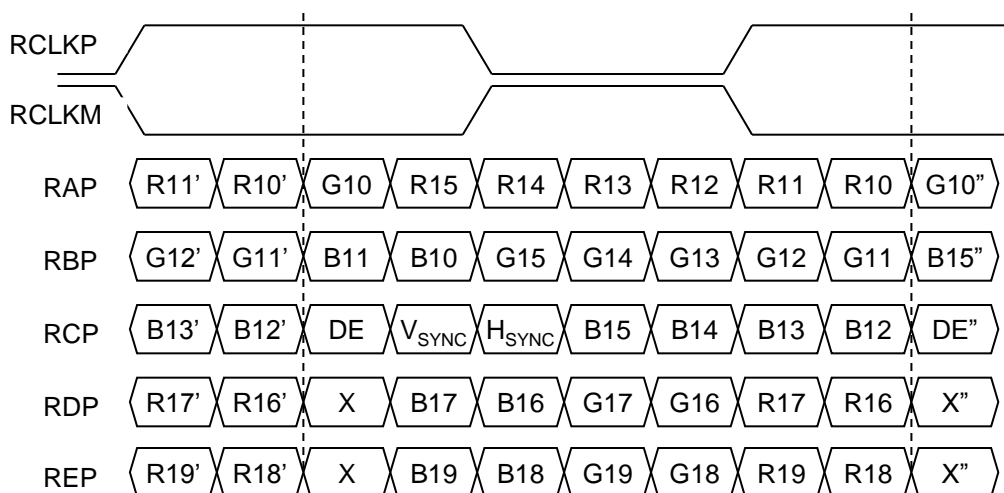 RCLKP
RCLKM
RAP R11’ R10’ G10 R15 R14 R13 R12 R11 R10 G10”
RBP G12’ G11’ B11 B10 G15 G14 G13 G12 G11 B15”
RCP B13’ B12’ DE VSYNC HSYNC B15 B14 B13 B12 DE”
RDP R17’ R16’ X B17 B16 G17 G16 R17 R16 X”
REP R19’ R18’ X B19 B18 G19 G18 R19 R18 X”